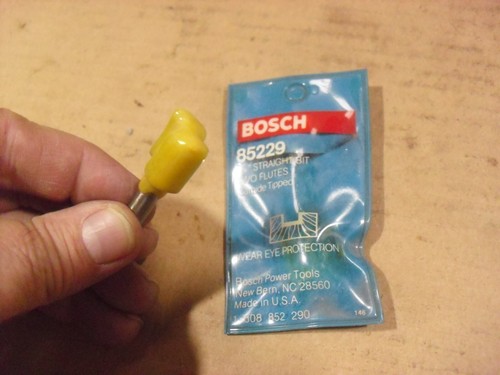 BOSCH
85229
STRAIGHT BIT
FLUTES
Tipped
WEAR EYE PROTECTION
Bosch Power Tools
New Bern, NC 28560
Made in U.S.A.
608 852 290